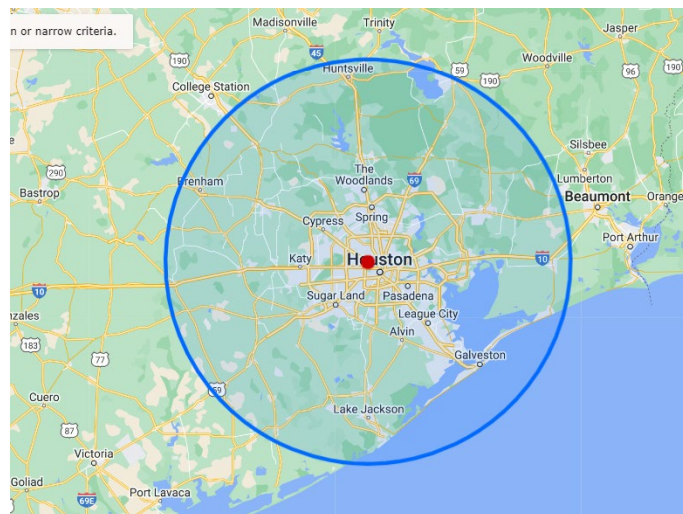 Madisonville
Trinity
Jasper
n or narrow criteria.
45
190
Huntsville
59
Woodville
96
190
190
College Station
Silsbee
290
The
Woodlands
69
Lumberton
Brenham
Bastrop
Beaumont
Orange
Spring
Cypress
Port Arthur
Katy
Houston
10
10
Sugar Land
Pasadena
nzales
League City
183
Alvin
77
Galveston
59
Cuero
Lake Jackson
87
Victoria
Goliad
69E
Port Lavaca